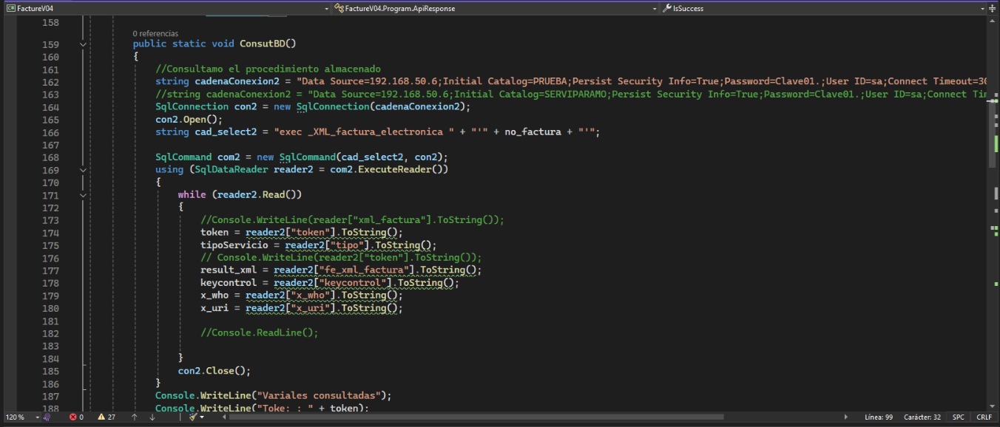 FactureV04
FactureV04.Program.ApiResponse
IsSuccess
158
0 referencias
159 public static void ConsutBD()
160 {
161 //Consultamo el procedimiento almacenado
162 string cadenaConexion2 = "Data Source=192.168.50.6;Initial Catalog=PRUEBA;Persist Security Info=True;Password=Clave01.;User ID=sa;Connect Timeout=30
163 //string cadenaConexion2 = "Data Source=192.168.50.6;Initial Catalog=SERVIPARAMO;Persist Security Info=True;Password=Clave01.;User ID=sa;Connect Tim
164 SqlConnection con2 = new SqlConnection(cadenaConexion2);
165 con2.Open();
166 string cad_select2 = "exec _XML_factura_electronica " + "'" + no_factura + "'";
167
168 SqlCommand com2 = new SqlCommand(cad_select2, con2);
169 using (SqlDataReader reader2 = com2.ExecuteReader())
170 {
171 while (reader2.Read())
172 {
173 //Console.WriteLine(reader["xml_factura"].ToString());
174 token = reader2["token"].ToString();
175 tipoServicio = reader2["tipo"].ToString();
176 // Console.WriteLine(reader2["token"].ToString());
177 result_xml = reader2["fe_xml_factura"].ToString();
178 keycontrol = reader2["keycontrol"].ToString();
179 x_who = reader2["x_who"].ToString();
180 x_uri = reader2["x_uri"].ToString();
181
182 //Console.ReadLine();
183
184 }
185 con2.Close();
186 }
187 Console.WriteLine("Variales consultadas");
188 Console.WriteLine("Toke: : " + token);
120 % 0 27 Línea: 99 Carácter: 32 SPC CRLF